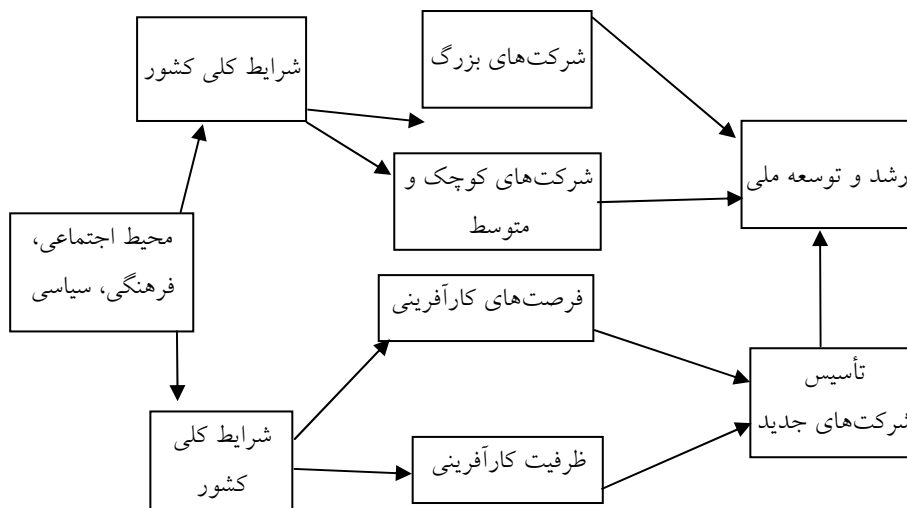 شرایط کلی کشور
شرکت‌های بزرگ
شرکت‌های کوچک و
متوسط
رشد و توسعه ملی
محیط اجتماعی،
فرهنگی، سیاسی
فرصت‌های کارآفرینی
تأسیس
شرکت‌های جدید
شرایط کلی
کشور
ظرفیت کارآفرینی